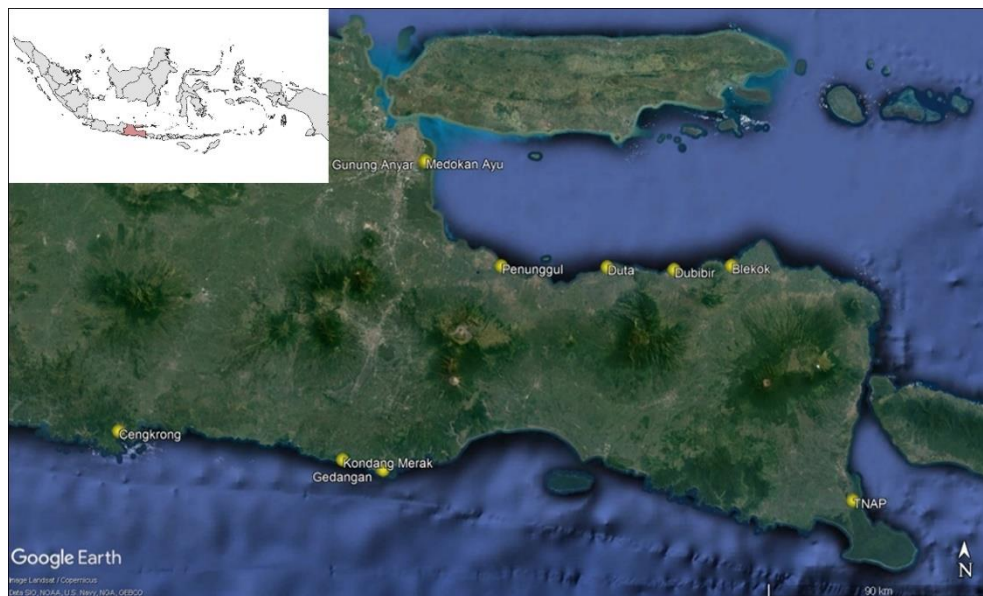 Gunung Anyar
Medokan Ayu
Penunggul
Duta
Dubibir
Blekok
Cengkrong
Kondang Merak
Gedangan
TNAP
Google Earth
N
Image Landsat / Copernicus
Data SIO, NOAA, U.S. Navy, NGA, GEBCO
90 km